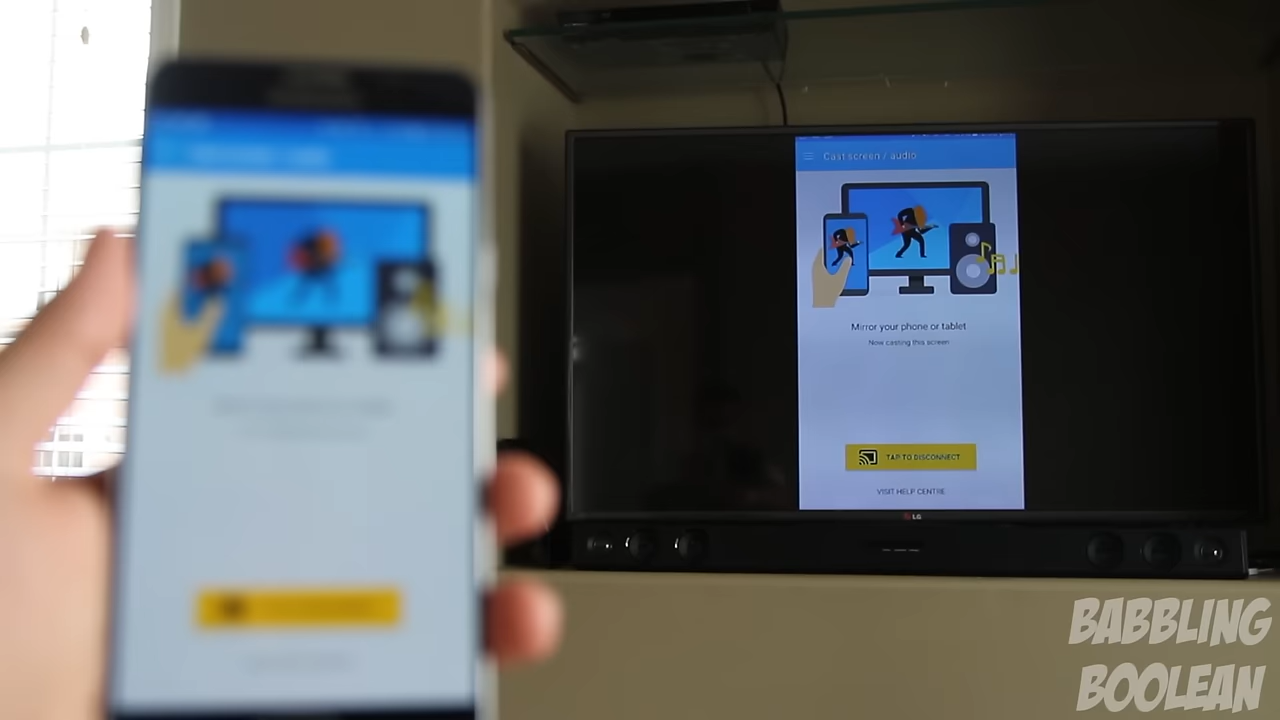 Cast screen / audio
Mirror your phone or tablet
Now casting this screen
TAP TO DISCONNECT
VISIT HELP CENTRE
LG
BABBLING
BOOLEAN